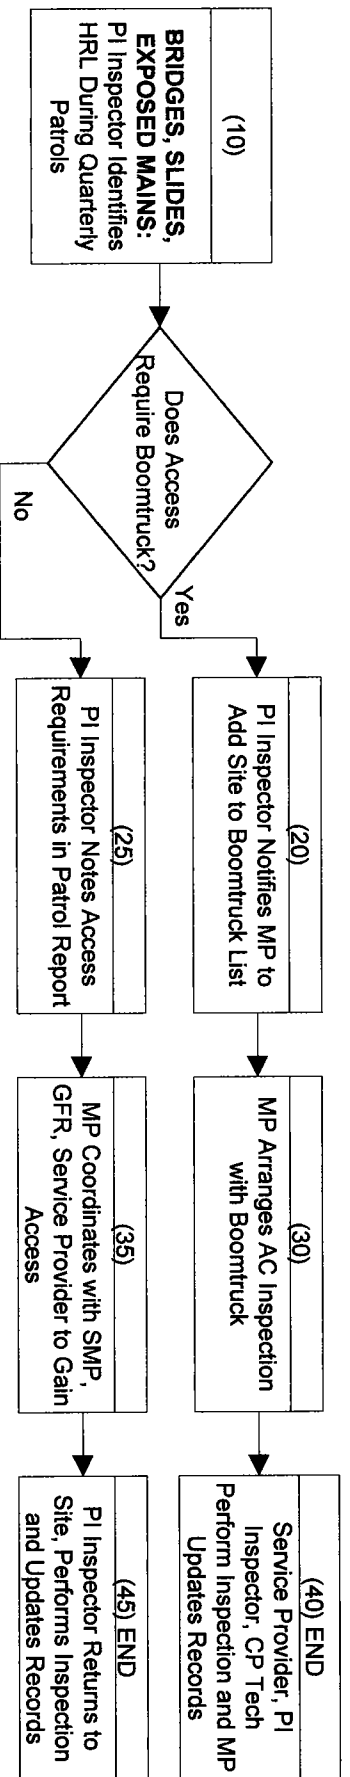 (10)
BRIDGES, SLIDES,
EXPOSED MAINS:
PI Inspector Identifies
HRL During Quarterly
Patrols
Does Access
Require Boomtruck?
Yes
No
(20)
PI Inspector Notifies MP to
Add Site to Boomtruck List
(30)
MP Arranges AC Inspection
with Boomtruck
(40) END
Service Provider, PI
Inspector, CP Tech
Perform Inspection and MP
Updates Records
(25)
PI Inspector Notes Access
Requirements in Patrol Report
(35)
MP Coordinates with SMP,
GFR, Service Provider to Gain
Access
(45) END
PI Inspector Returns to
Site, Performs Inspection
and Updates Records